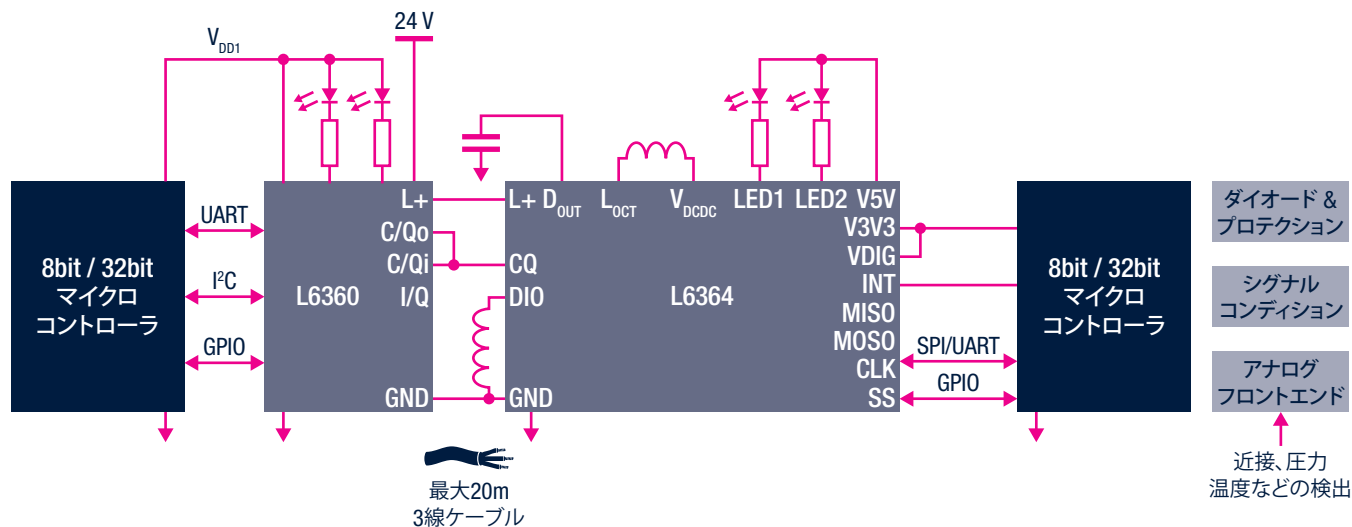 24 V
VDD1
8bit / 32bit
マイクロ
コントローラ
UART
I²C
GPIO
L6360
L+
C/Qo
C/Qi
I/Q
GND
L+ DOUT LOCT VDCDC LED1 LED2 V5V
V3V3
VDIG
INT
MISO
MOSO
CLK
SS
CQ
DIO
GND
L6364
SPI/UART
GPIO
8bit / 32bit
マイクロ
コントローラ
ダイオード &
プロテクション
シグナル
コンディション
アナログ
フロントエンド
近接、圧力
温度などの検出
最大20m
3線ケーブル